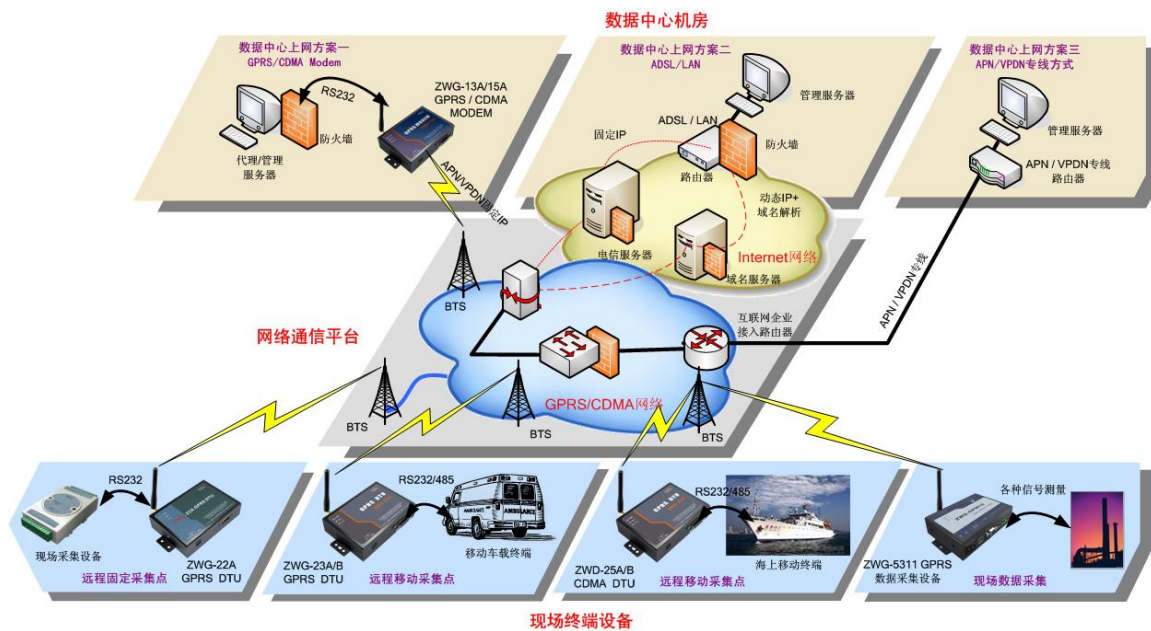 数据中心机房
数据中心上网方案一
GPRS/CDMA Modem
RS232
ZWG-13A/15A
GPRS / CDMA
MODEM
防火墙
代理/管理
服务器
APN/VPDN固定IP
数据中心上网方案二
ADSL/LAN
管理服务器
ADSL / LAN
固定IP
防火墙
路由器
动态IP+
域名解析
电信服务器
Internet网络
域名服务器
数据中心上网方案三
APN/VPDN专线方式
管理服务器
APN / VPDN专线
路由器
APN / VPDN专线
网络通信平台
BTS
互联网企业
接入路由器
GPRS/CDMA网络
BTS
BTS
BTS
RS232
现场采集设备
ZWG-22A
GPRS DTU
远程固定采集点
RS232/485
AMBULANCE
移动车载终端
ZWG-23A/B
GPRS DTU
远程移动采集点
RS232/485
海上移动终端
ZWD-25A/B
CDMA DTU
远程移动采集点
各种信号测量
ZWG-5311 GPRS
数据采集设备
现场数据采集
现场终端设备